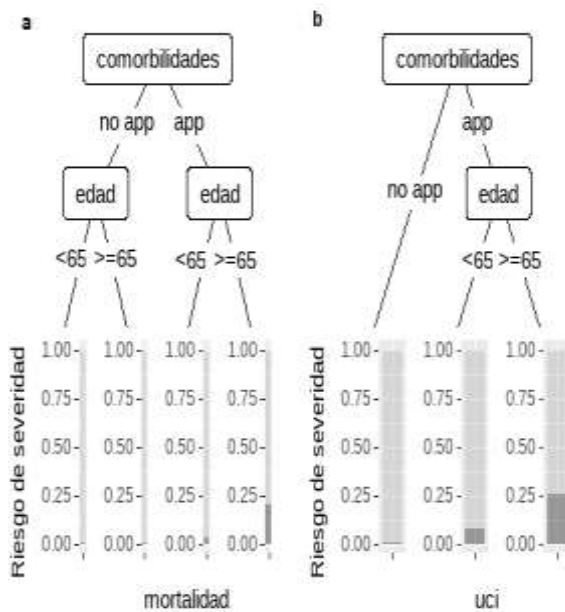 a b
comorbilidades comorbilidades
no app app app
edad edad no app edad
<65 >=65 <65 >=65 <65 >=65
1.00 1.00 1.00 1.00 1.00 1.00 1.00
0.75 0.75 0.75 0.75 0.75 0.75 0.75
0.50 0.50 0.50 0.50 0.50 0.50 0.50
0.25 0.25 0.25 0.25 0.25 0.25 0.25
0.00 0.00 0.00 0.00 0.00 0.00 0.00
Riesgo de severidad Riesgo de severidad
mortalidad uci